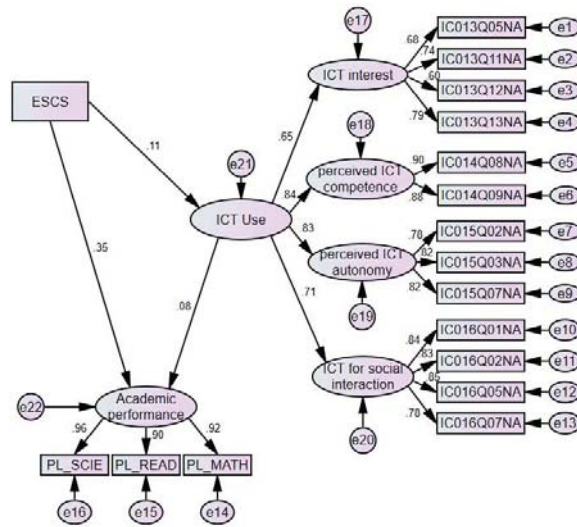 e17
.68
IC013Q05NA
e1
.74
IC013Q11NA
e2
ICT interest
.60
IC013Q12NA
e3
.79
IC013Q13NA
e4
ESCS
.11
.65
e18
e21
perceived ICT
competence
.90
IC014Q08NA
e5
.88
IC014Q09NA
e6
.84
ICT Use
.83
perceived ICT
autonomy
.78
IC015Q02NA
e7
.82
IC015Q03NA
e8
.82
IC015Q07NA
e9
.35
.71
e19
.08
.84
IC016Q01NA
e10
ICT for social
interaction
.83
IC016Q02NA
e11
.85
IC016Q05NA
e12
.70
IC016Q07NA
e13
e20
e22
Academic
performance
.96
.90
.92
PL_SCIE
PL_READ
PL_MATH
e16
e15
e14